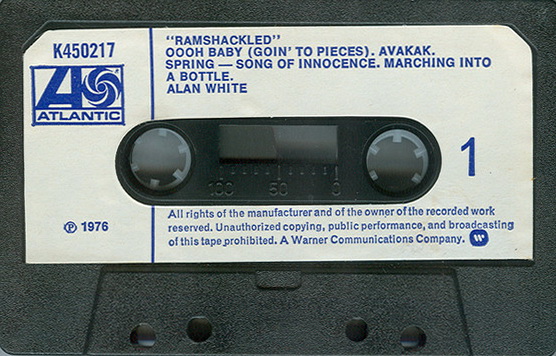 K450217
"RAMSHACKLED"
OOOH BABY (GOIN' TO PIECES). AVAKAK.
SPRING — SONG OF INNOCENCE. MARCHING INTO
A BOTTLE.
ALAN WHITE
ATLANTIC
1
100 50 0
Ⓟ 1976
All rights of the manufacturer and of the owner of the recorded work
reserved. Unauthorized copying, public performance, and broadcasting
of this tape prohibited. A Warner Communications Company.